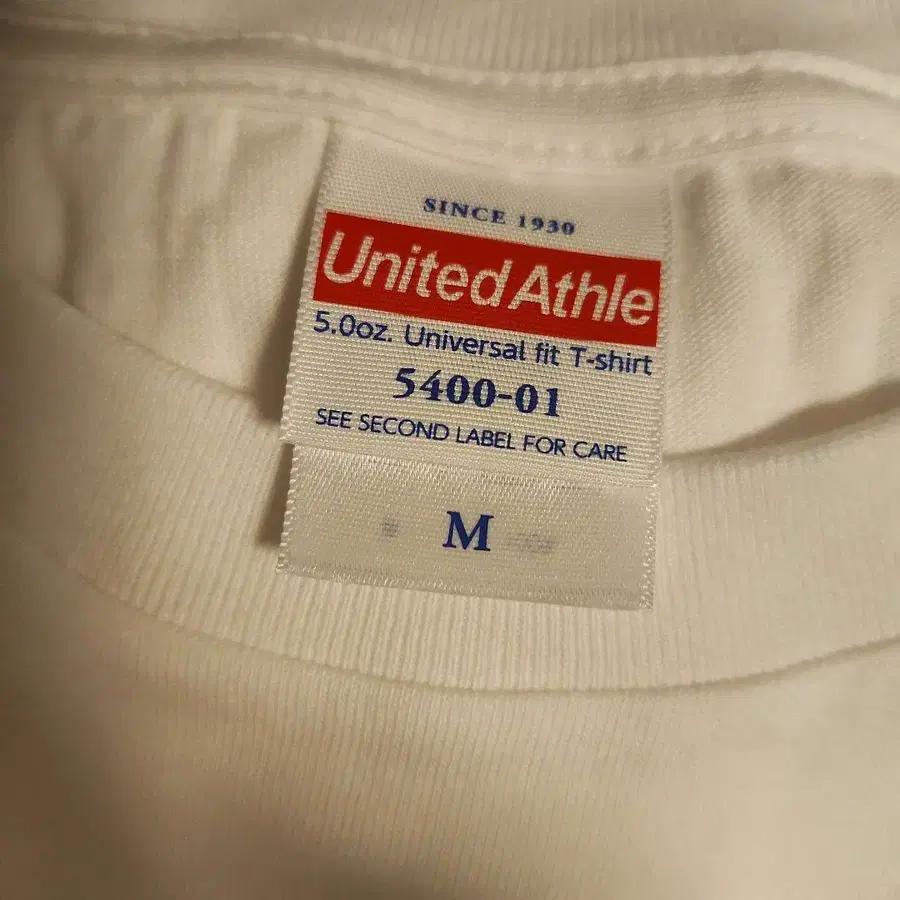 SINCE 1930
United Athle
5.0oz. Universal fit T-shirt
5400-01
SEE SECOND LABEL FOR CARE
M